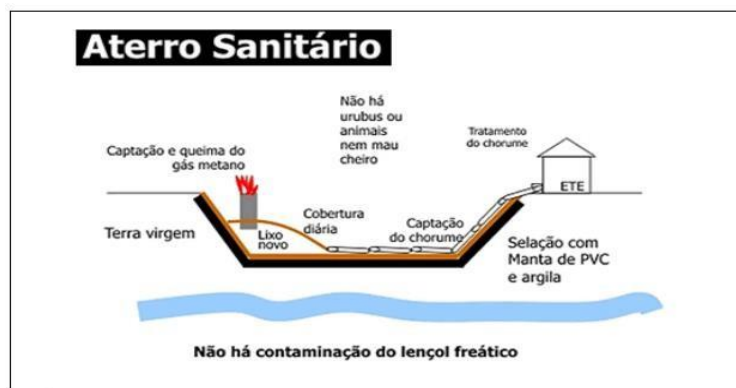 Aterro Sanitário
Não há
urubus ou
animais
nem mau
cheiro
Captação e queima do
gás metano
Tratamento
do chorume
ETE
Terra virgem
Lixo
novo
Cobertura
diária
Captação
do chorume
Selação com
Manta de PVC
e argila
Não há contaminação do lençol freático